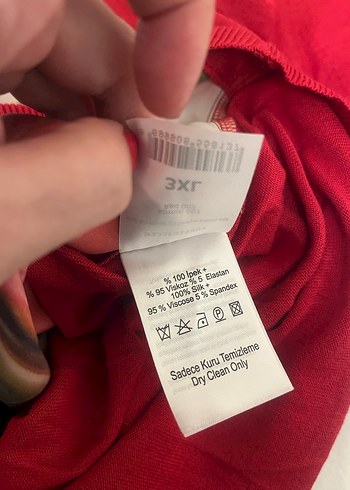 3XL
% 100 İpek +
% 95 Viskoz % 5 Elastan
100% Silk +
95 % Viscose 5 % Spandex
Sadece Kuru Temizleme
Dry Clean Only